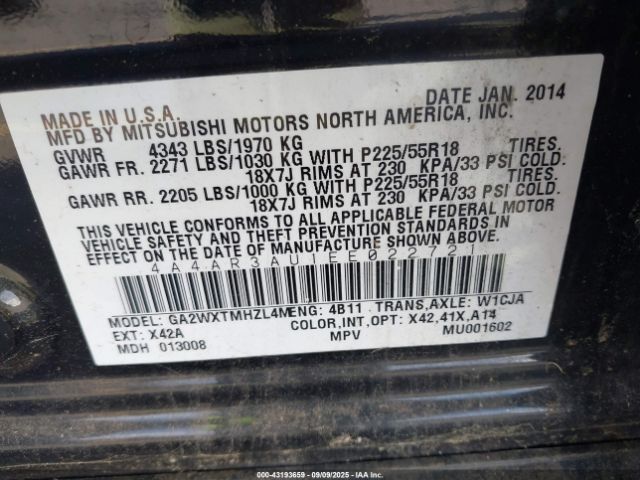 MADE IN U.S.A. DATE JAN. 2014
MFD BY MITSUBISHI MOTORS NORTH AMERICA, INC.
GVWR 4343 LBS/1970 KG
GAWR FR. 2271 LBS/1030 KG WITH P225/55R18 TIRES.
18X7J RIMS AT 230 KPA/33 PSI COLD.
GAWR RR. 2205 LBS/1000 KG WITH P225/55R18 TIRES.
18X7J RIMS AT 230 KPA/33 PSI COLD.
THIS VEHICLE CONFORMS TO ALL APPLICABLE FEDERAL MOTOR
VEHICLE SAFETY AND THEFT PREVENTION STANDARDS IN
EFFECT ON THE DATE OF MANUFACTURE SHOWN ABOVE.
4A4AR3AU1EE022721
MODEL: GA2WXTMHZL4M ENG: 4B11 TRANS,AXLE: W1CJA
EXT: X42A COLOR,INT,OPT: X42,41X,A14
MDH 013008 MPV MU001602
000-43193659 - 09/09/2025 - IAA Inc.